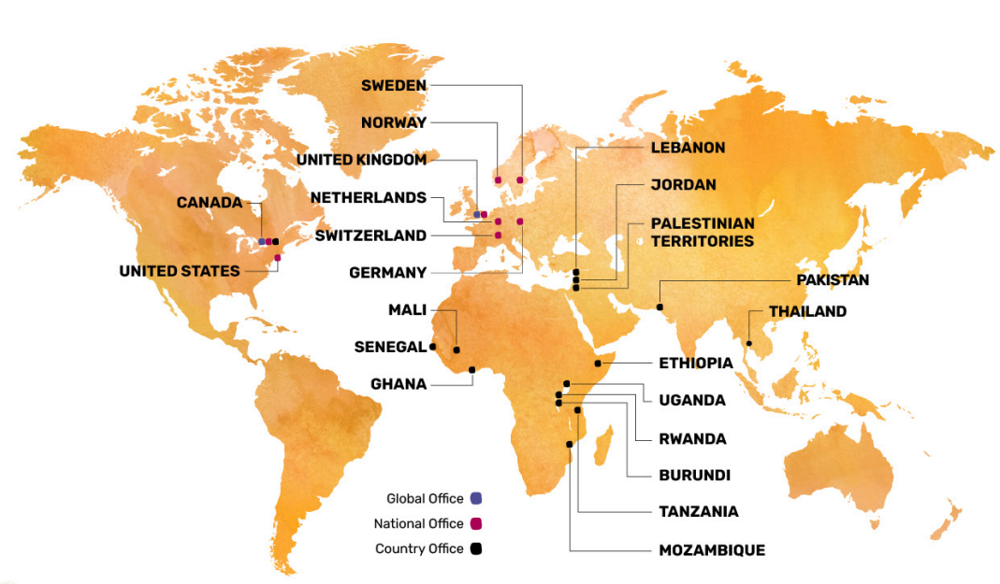 SWEDEN
NORWAY
UNITED KINGDOM
NETHERLANDS
SWITZERLAND
GERMANY
CANADA
UNITED STATES
MALI
SENEGAL
GHANA
LEBANON
JORDAN
PALESTINIAN
TERRITORIES
PAKISTAN
THAILAND
ETHIOPIA
UGANDA
RWANDA
BURUNDI
TANZANIA
MOZAMBIQUE
Global Office
National Office
Country Office